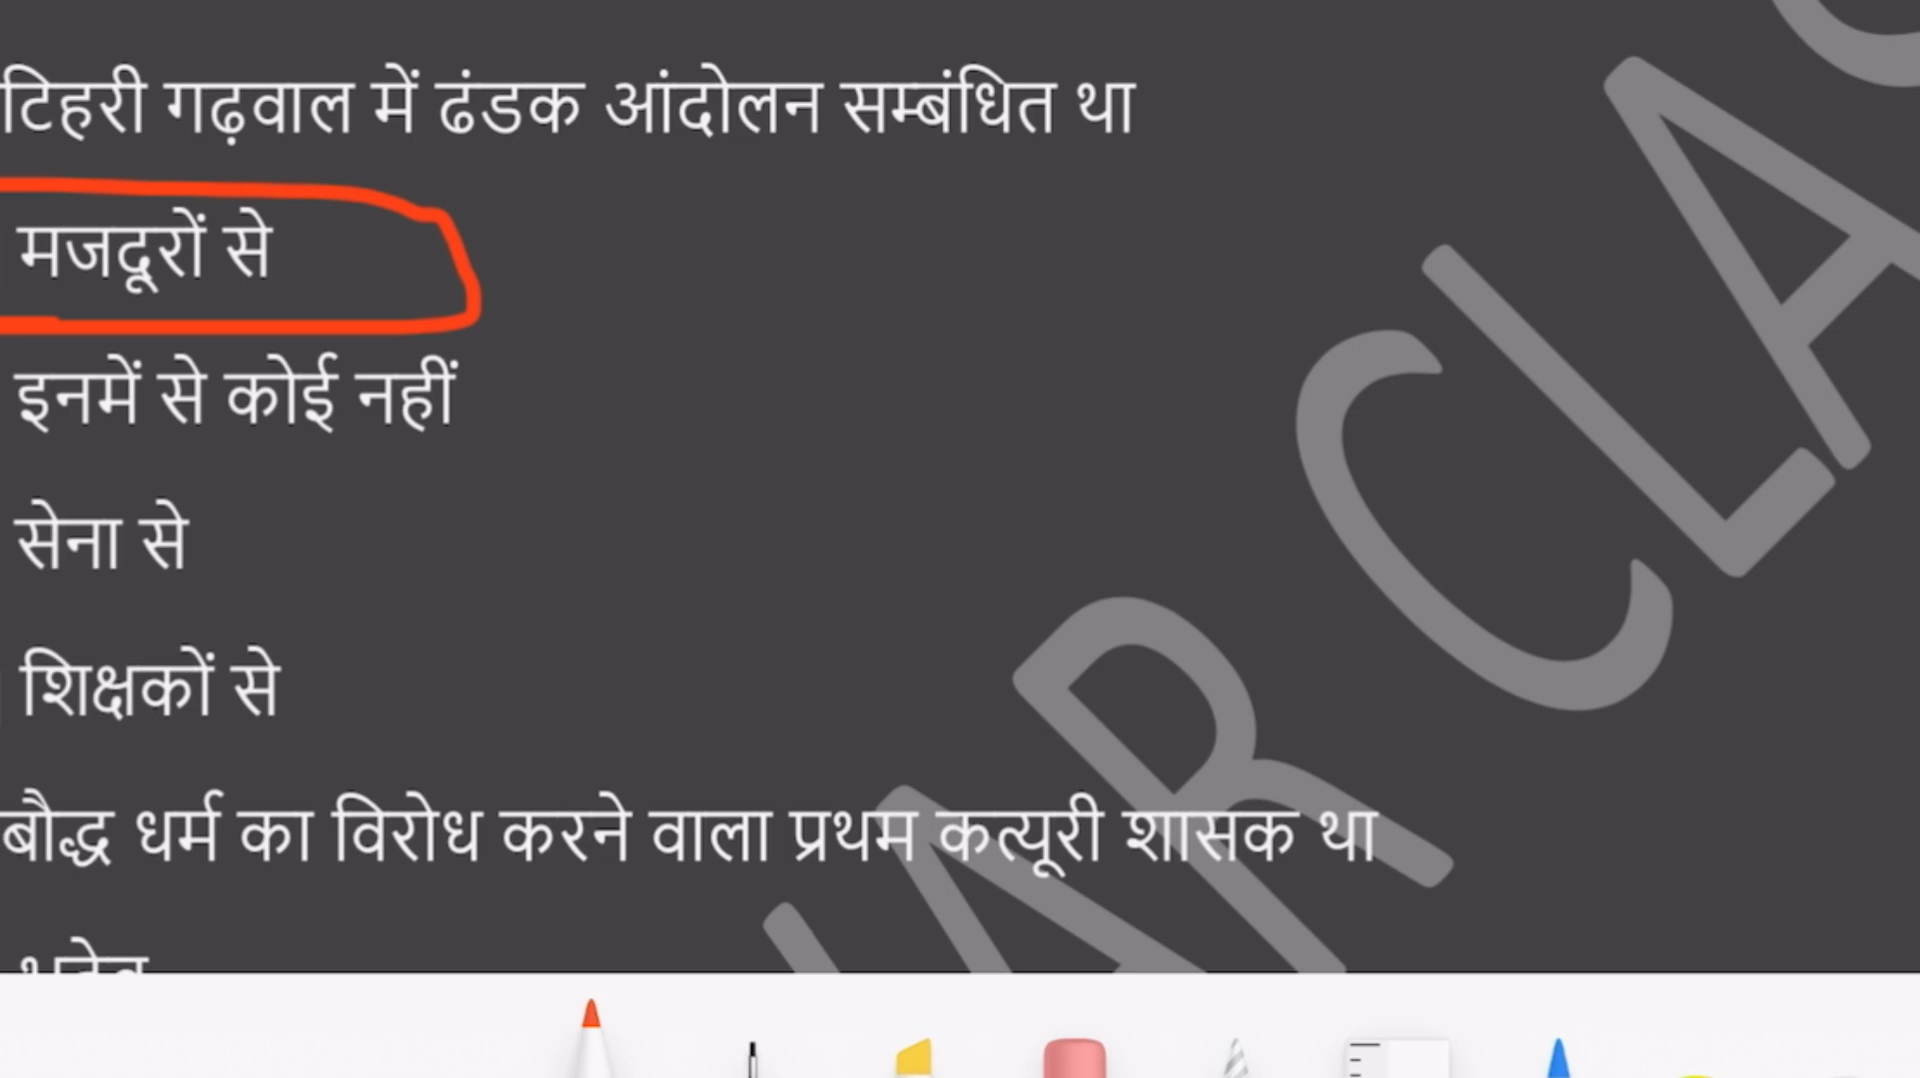 टिहरी गढ़वाल में ढंडक आंदोलन सम्बंधित था
मजदूरों से
इनमें से कोई नहीं
सेना से
शिक्षकों से
बौद्ध धर्म का विरोध करने वाला प्रथम कत्यूरी शासक था